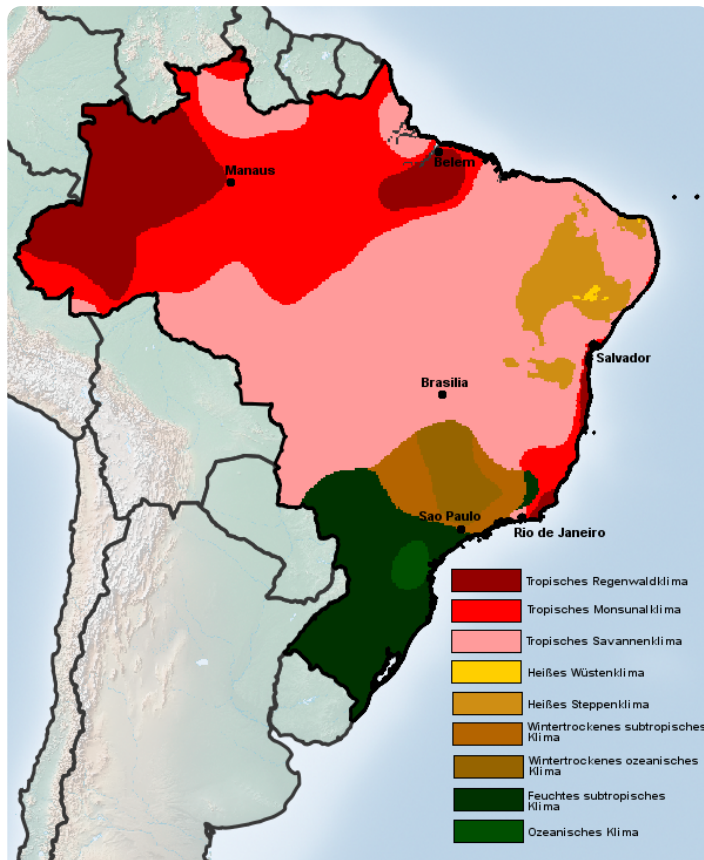 Manaus
Belem
Salvador
Brasilia
Sao Paulo
Rio de Janeiro
Tropisches Regenwaldklima
Tropisches Monsunalklima
Tropisches Savannenklima
Heißes Wüstenklima
Heißes Steppenklima
Wintertrockenes subtropisches
Klima
Wintertrockenes ozeanisches
Klima
Feuchtes subtropisches
Klima
Ozeanisches Klima